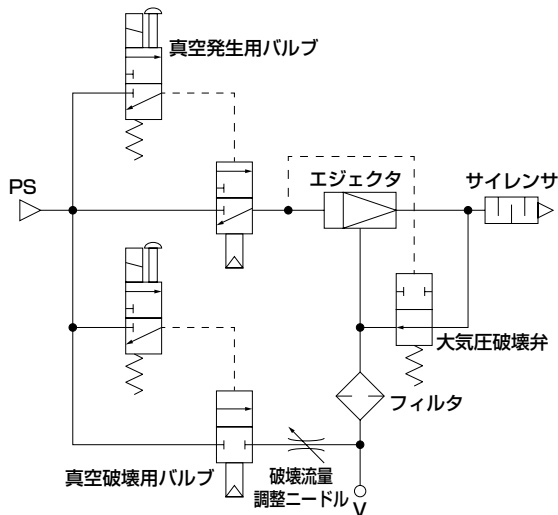 真空発生用バルブ
PS
エジェクタ
サイレンサ
大気圧破壊弁
フィルタ
真空破壊用バルブ
破壊流量
調整ニードル
V